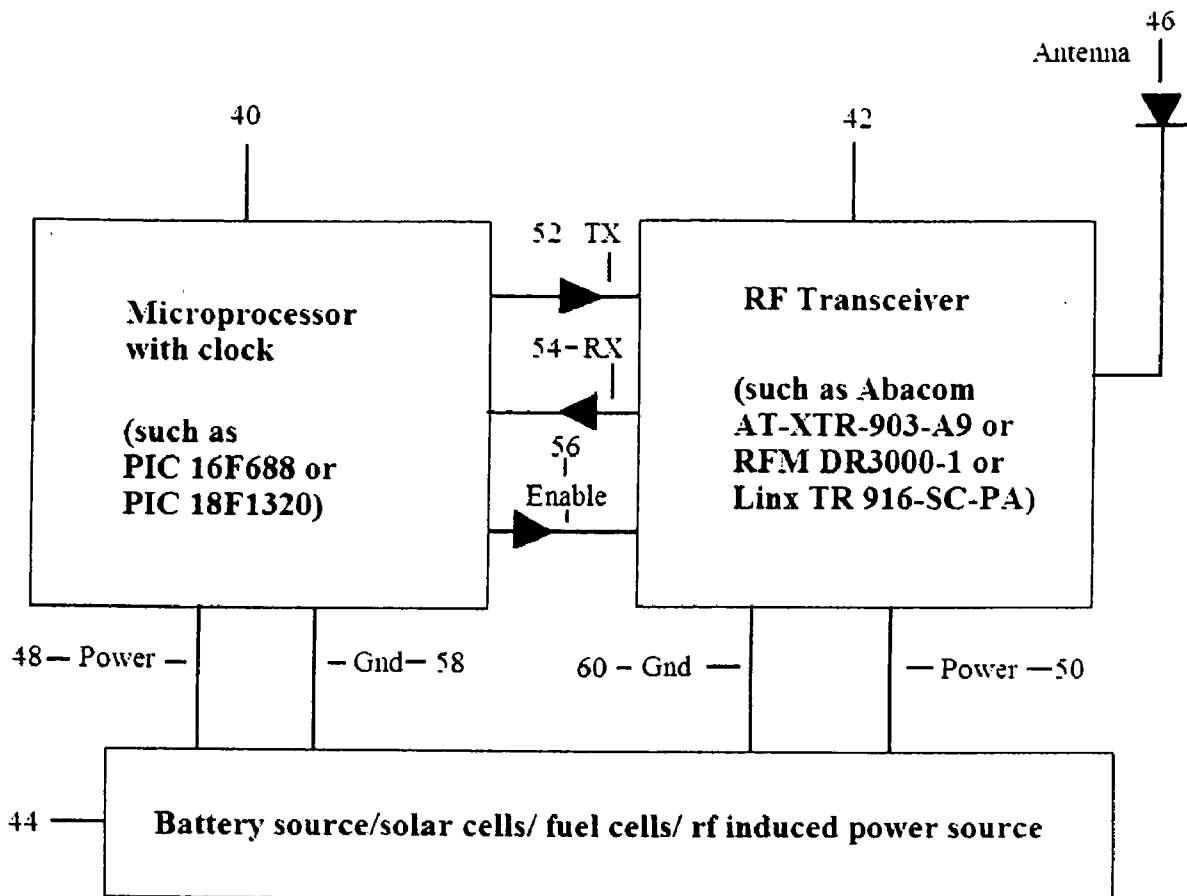 46
Antenna
40
42
52 TX
Microprocessor
with clock
(such as
PIC 16F688 or
PIC 18F1320)
54-RX
56
Enable
RF Transceiver
(such as Abacom
AT-XTR-903-A9 or
RFM DR3000-1 or
Linx TR 916-SC-PA)
48 - Power -
- Gnd - 58
60 - Gnd -
- Power - 50
44
Battery source/solar cells/ fuel cells/ rf induced power source